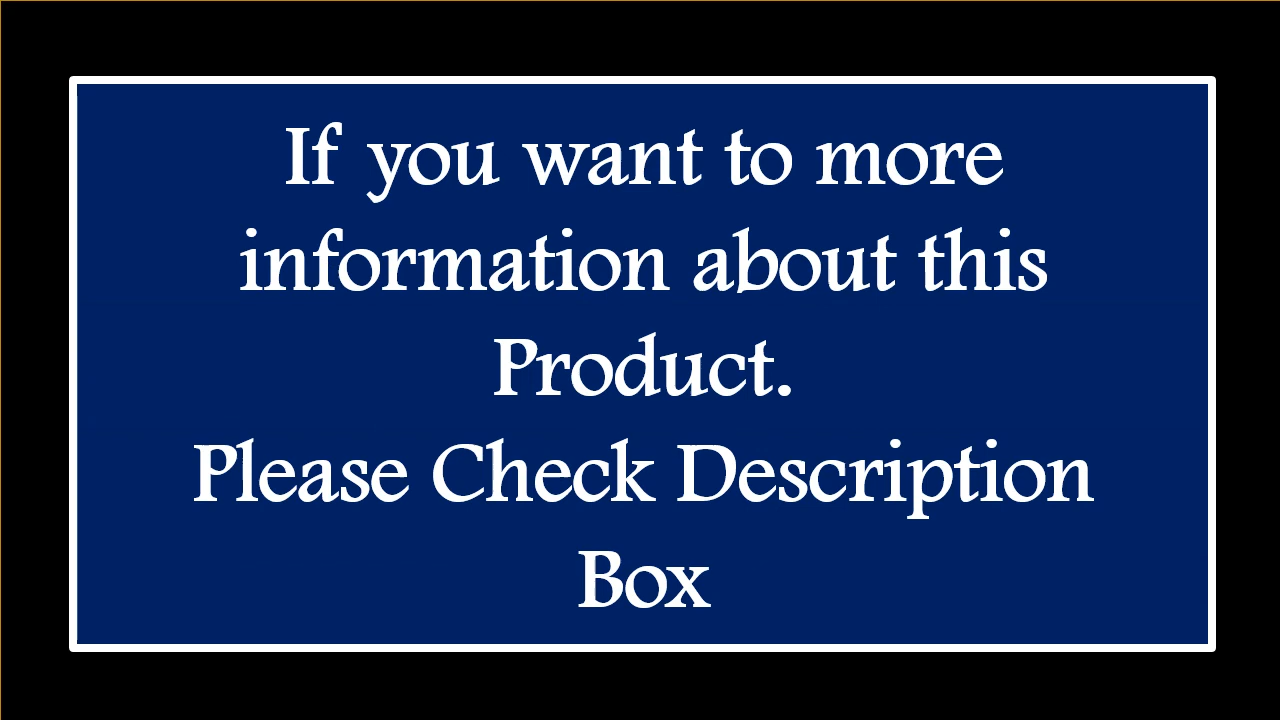 If you want to more
information about this
Product.
Please Check Description
Box